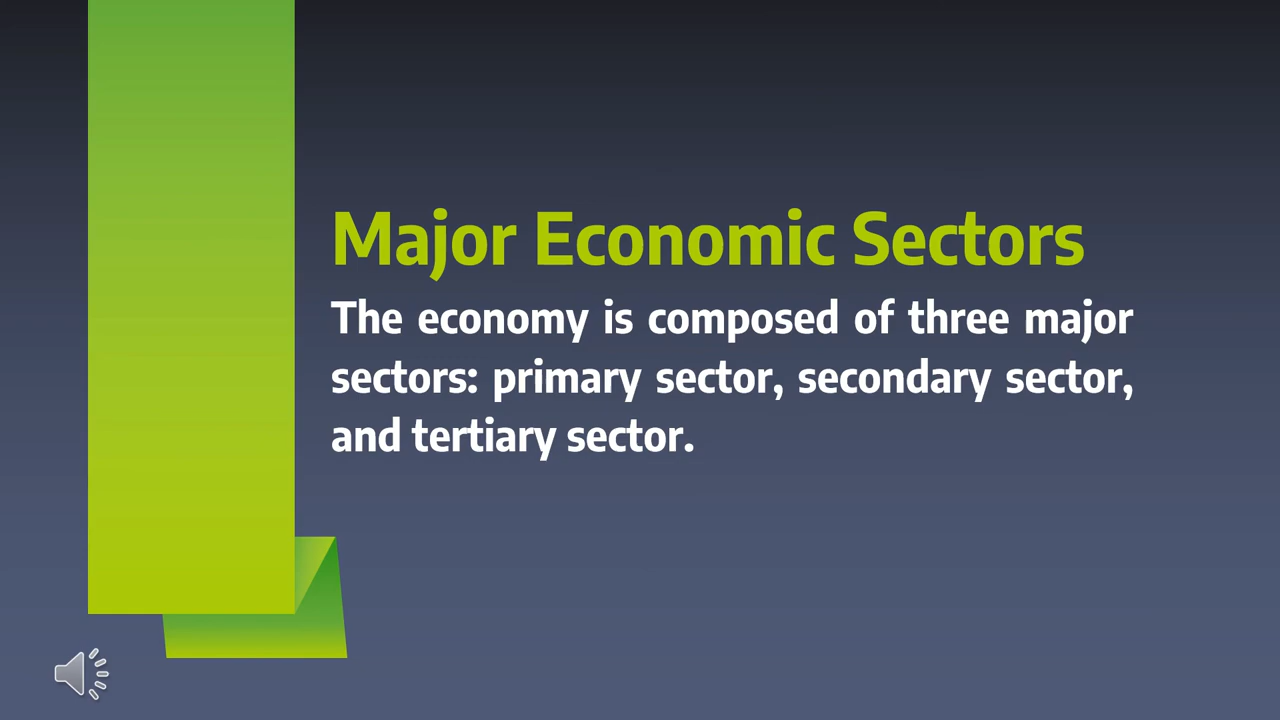 Major Economic Sectors
The economy is composed of three major
sectors: primary sector, secondary sector,
and tertiary sector.